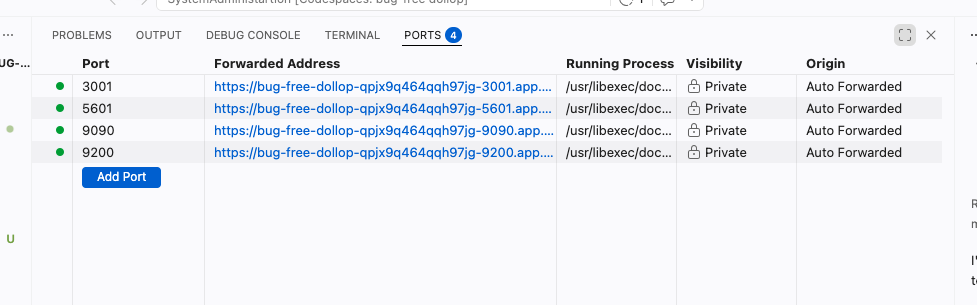 SystemAdministartion [Codespaces: bug-free dollop]
PROBLEMS OUTPUT DEBUG CONSOLE TERMINAL PORTS 4
UG-...
Port Forwarded Address Running Process Visibility Origin
3001 https://bug-free-dollop-qpjx9q464qqh97jg-3001.app.... /usr/libexec/doc... Private Auto Forwarded
5601 https://bug-free-dollop-qpjx9q464qqh97jg-5601.app.... /usr/libexec/doc... Private Auto Forwarded
9090 https://bug-free-dollop-qpjx9q464qqh97jg-9090.app.... /usr/libexec/doc... Private Auto Forwarded
9200 https://bug-free-dollop-qpjx9q464qqh97jg-9200.app.... /usr/libexec/doc... Private Auto Forwarded
Add Port
U